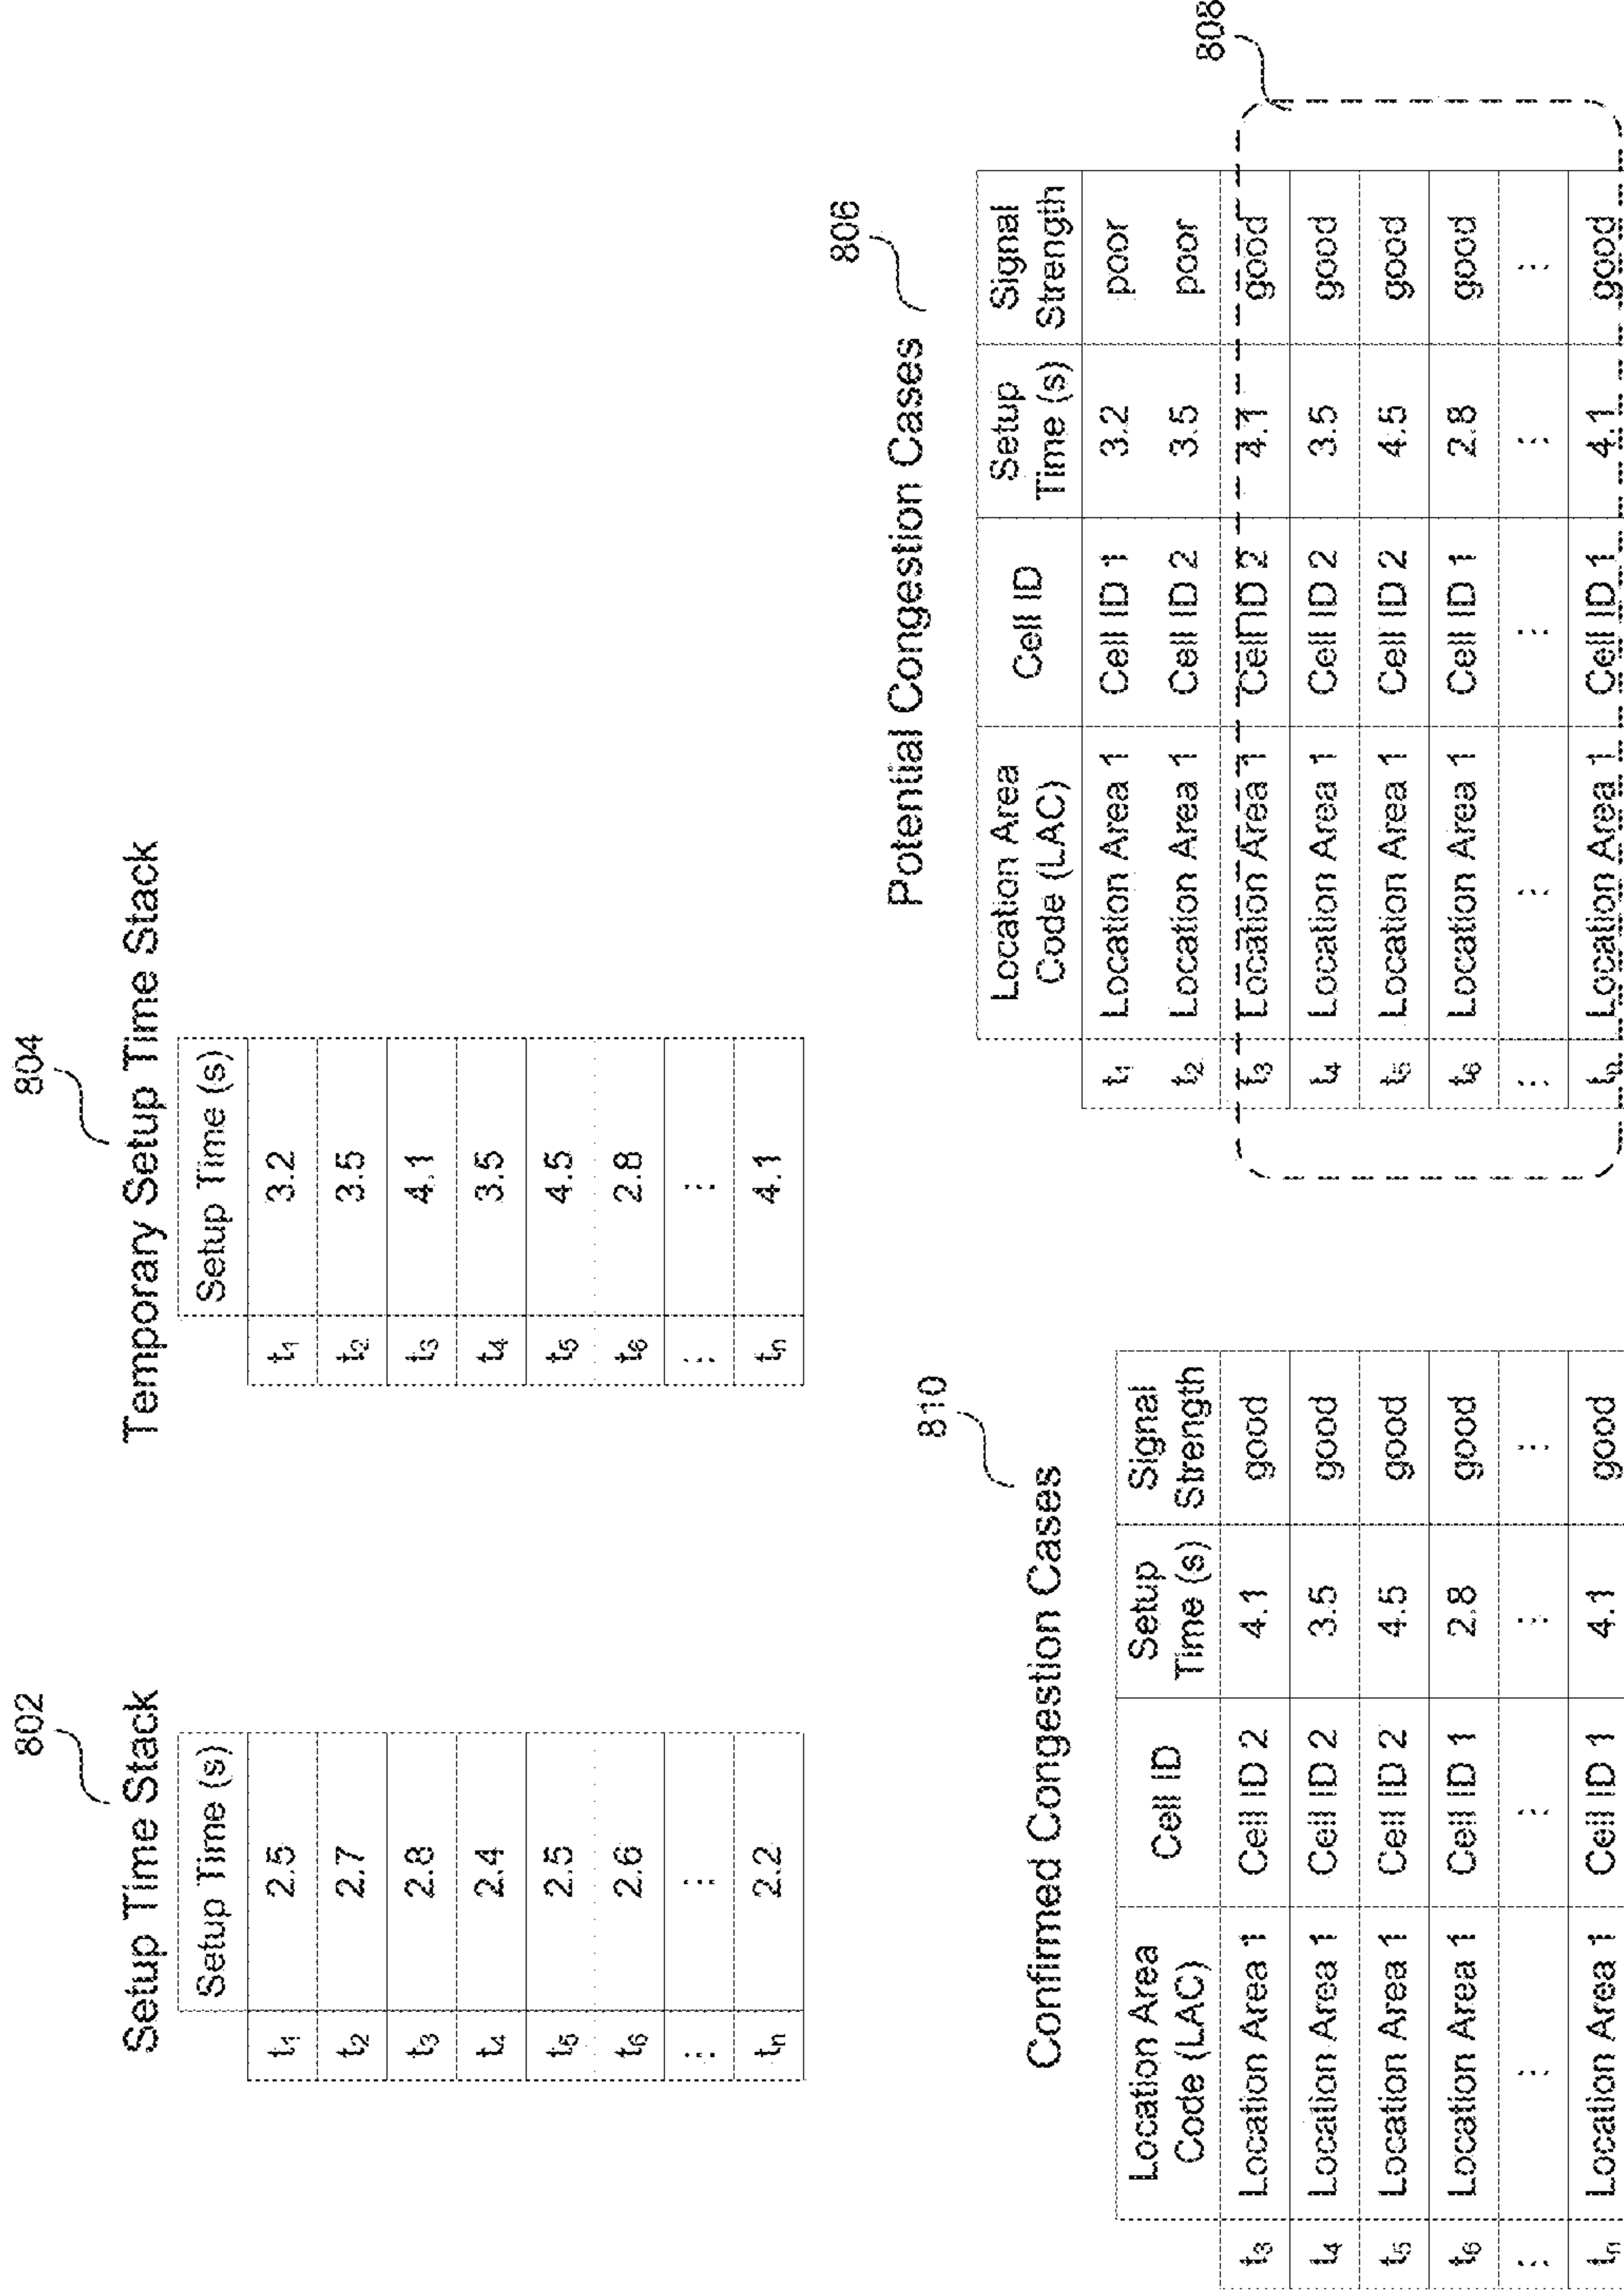 802
Setup Time Stack
Setup Time (s)
t1 2.5
t2 2.7
t3 2.8
t4 2.4
t5 2.5
t6 2.6
⋮ ⋮
tn 2.2
804
Temporary Setup Time Stack
Setup Time (s)
t1 3.2
t2 3.5
t3 4.1
t4 3.5
t5 4.5
t6 2.8
⋮ ⋮
tn 4.1
810
Confirmed Congestion Cases
Location Area Code (LAC) Cell ID Setup Time (s) Signal Strength
t3 Location Area 1 Cell ID 2 4.1 good
t4 Location Area 1 Cell ID 2 3.5 good
t5 Location Area 1 Cell ID 2 4.5 good
t6 Location Area 1 Cell ID 1 2.8 good
⋮ ⋮ ⋮ ⋮ ⋮
tn Location Area 1 Cell ID 1 4.1 good
806
Potential Congestion Cases
Location Area Code (LAC) Cell ID Setup Time (s) Signal Strength
t1 Location Area 1 Cell ID 1 3.2 poor
t2 Location Area 1 Cell ID 2 3.5 poor
t3 Location Area 1 Cell ID 2 4.1 good
t4 Location Area 1 Cell ID 2 3.5 good
t5 Location Area 1 Cell ID 2 4.5 good
t6 Location Area 1 Cell ID 1 2.8 good
⋮ ⋮ ⋮ ⋮ ⋮
tn Location Area 1 Cell ID 1 4.1 good
808